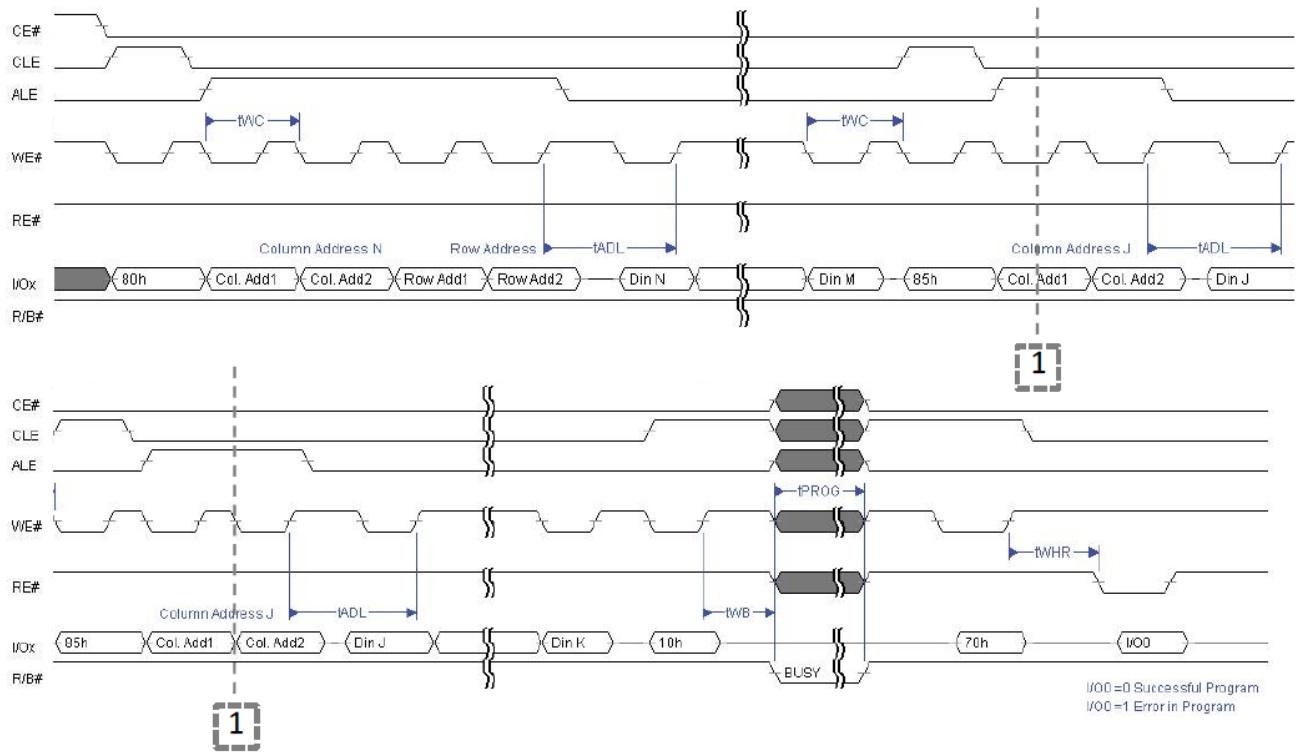 CE#
CLE
ALE
tWC tWC
WE#
RE#
Column Address N Row Address tADL Column Address J tADL
I/Ox 80h Col. Add1 Col. Add2 Row Add1 Row Add2 Din N Din M 85h Col. Add1 Col. Add2 Din J
R/B#
1
CE#
CLE
ALE
tPROG
WE#
tWHR
RE#
Column Address J tADL tWB
I/Ox 85h Col. Add1 Col. Add2 Din J Din K 10h 70h I/O0
R/B# BUSY
I/O0 =0 Successful Program
I/O0 =1 Error in Program
1